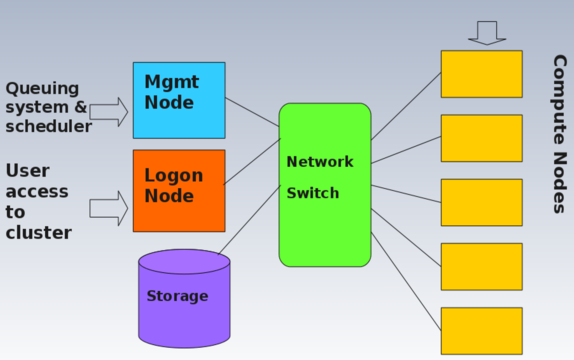 Queuing
system &
scheduler
Mgmt
Node
User
access
to
cluster
Logon
Node
Storage
Network
Switch
Compute Nodes